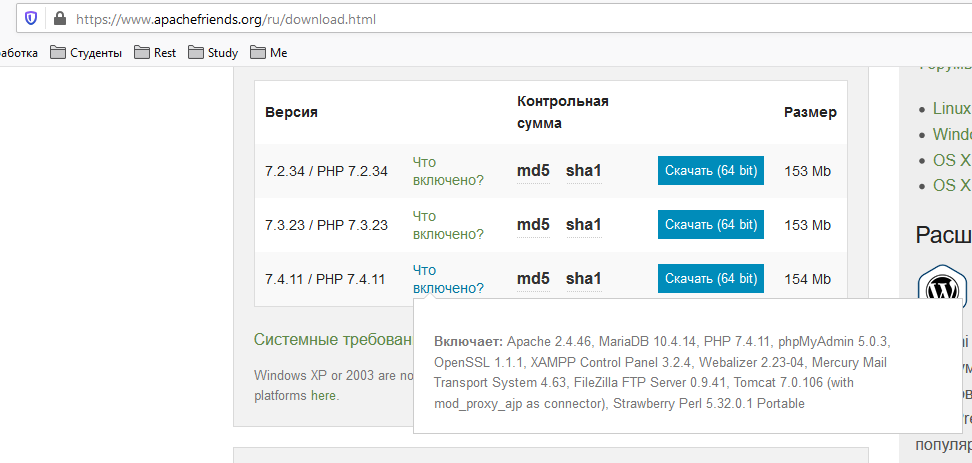 https://www.apachefriends.org/ru/download.html
аботка Студенты Rest Study Me
Версия Контрольная сумма Размер
7.2.34 / PHP 7.2.34 Что включено? md5 sha1 Скачать (64 bit) 153 Mb
7.3.23 / PHP 7.3.23 Что включено? md5 sha1 Скачать (64 bit) 153 Mb
7.4.11 / PHP 7.4.11 Что включено? md5 sha1 Скачать (64 bit) 154 Mb
Включает: Apache 2.4.46, MariaDB 10.4.14, PHP 7.4.11, phpMyAdmin 5.0.3,
OpenSSL 1.1.1, XAMPP Control Panel 3.2.4, Webalizer 2.23-04, Mercury Mail
Transport System 4.63, FileZilla FTP Server 0.9.41, Tomcat 7.0.106 (with
mod_proxy_ajp as connector), Strawberry Perl 5.32.0.1 Portable
Системные требован
Windows XP or 2003 are no
platforms here.
Linux
Windo
OS X
OS X
Расш
популяр